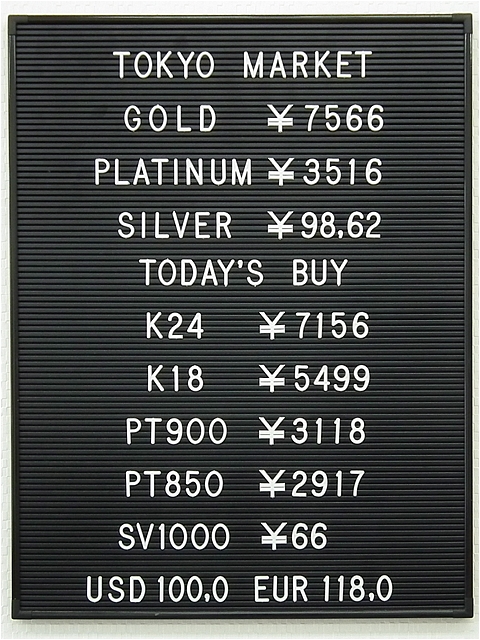 TOKYO MARKET
GOLD ¥7566
PLATINUM ¥3516
SILVER ¥98,62
TODAY'S BUY
K24 ¥7156
K18 ¥5499
PT900 ¥3118
PT850 ¥2917
SV1000 ¥66
USD 100,0 EUR 118,0